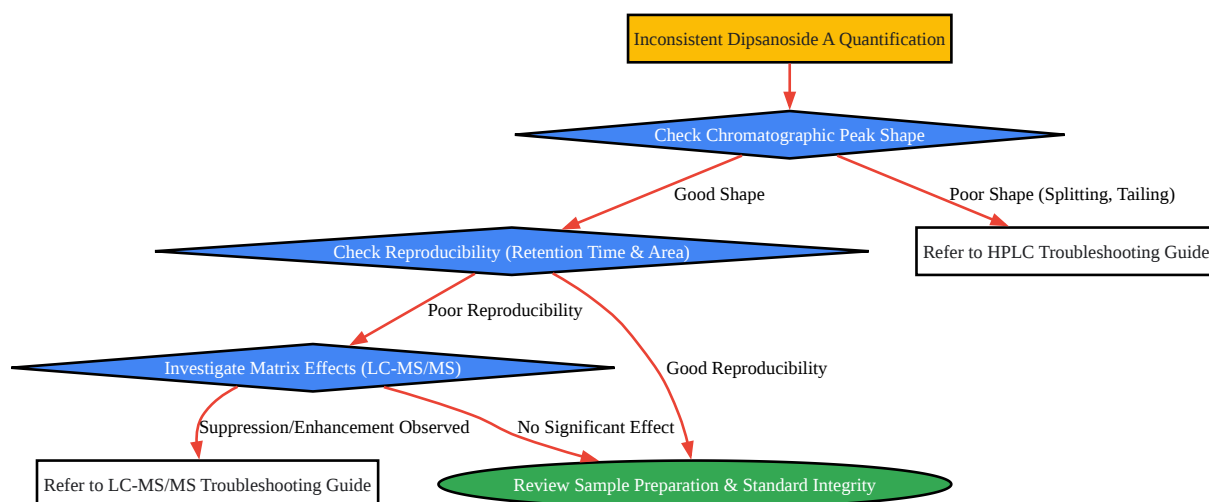 Inconsistent Dipsanoside A Quantification
Check Chromatographic Peak Shape
Good Shape
Poor Shape (Splitting, Tailing)
Check Reproducibility (Retention Time & Area)
Refer to HPLC Troubleshooting Guide
Poor Reproducibility
Investigate Matrix Effects (LC-MS/MS)
Good Reproducibility
Suppression/Enhancement Observed
No Significant Effect
Refer to LC-MS/MS Troubleshooting Guide
Review Sample Preparation & Standard Integrity